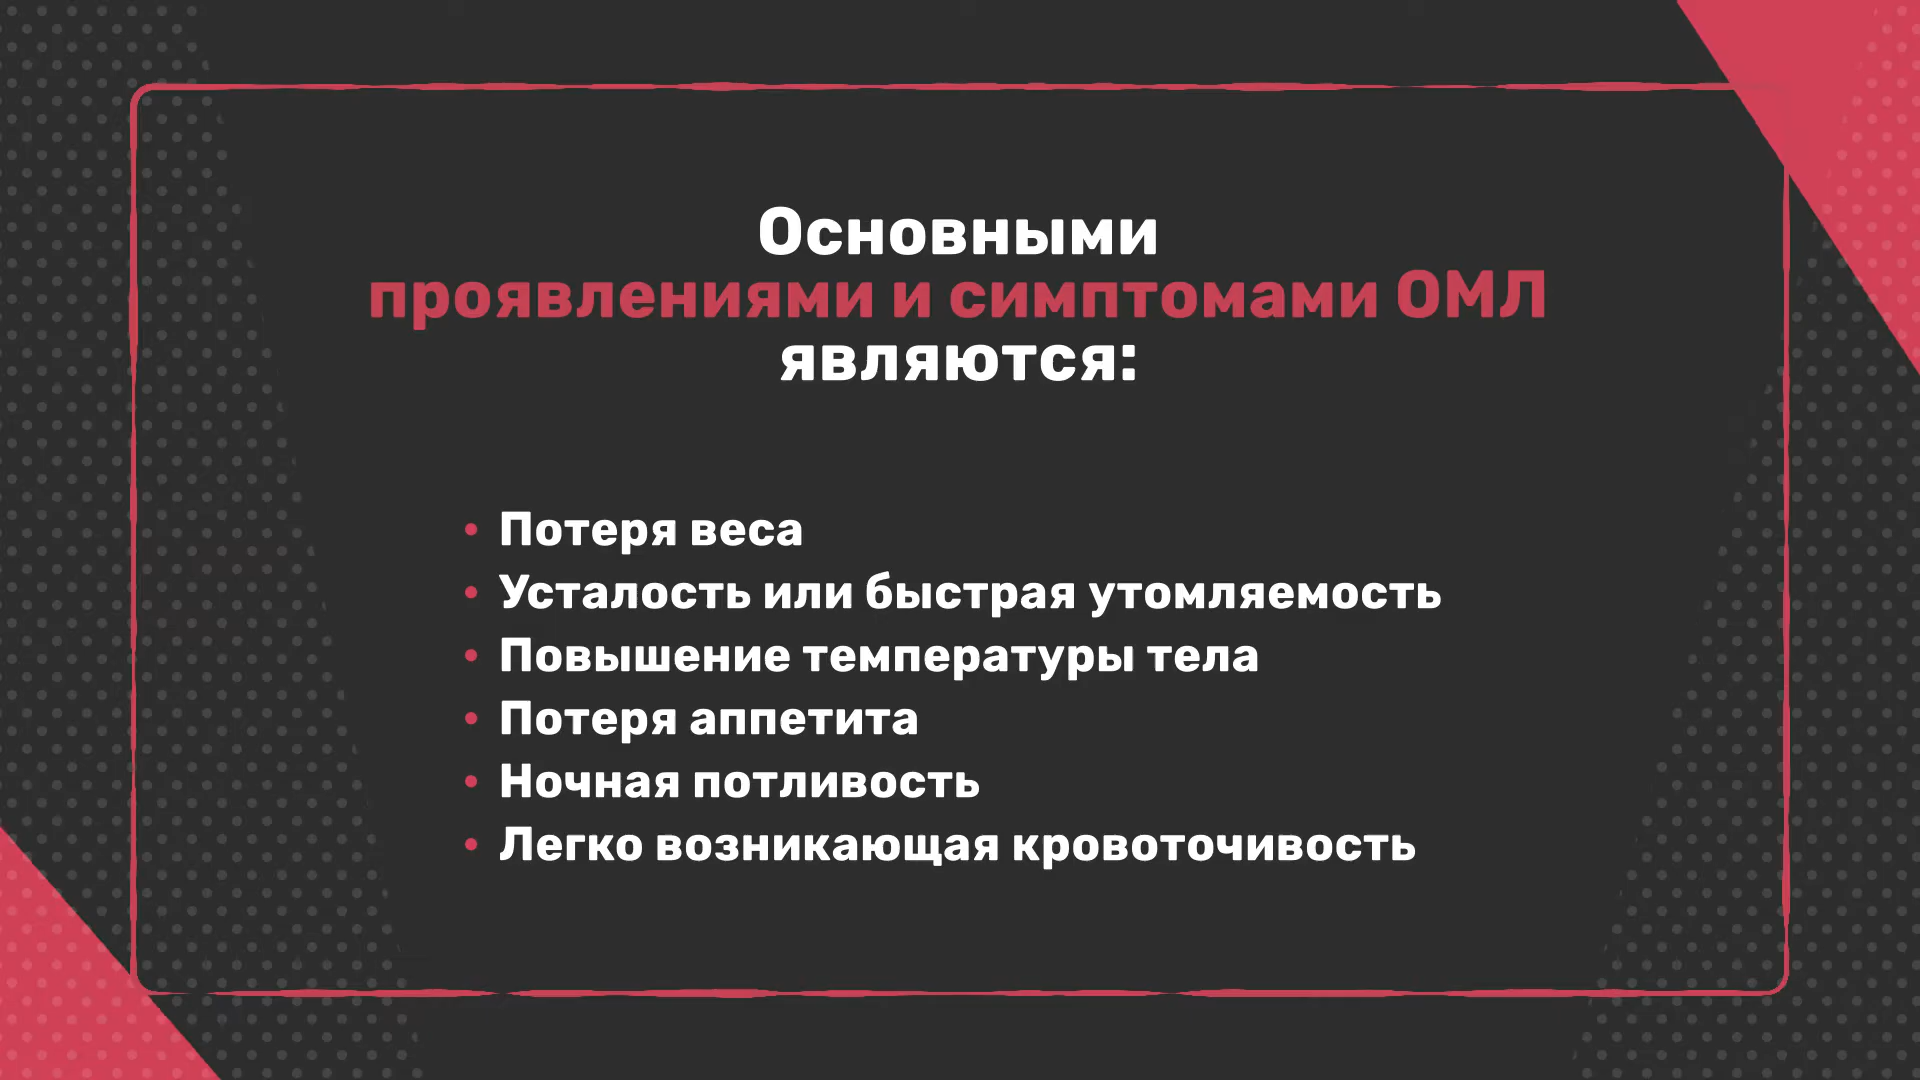 Основными
проявлениями и симптомами ОМЛ
являются:
• Потеря веса
• Усталость или быстрая утомляемость
• Повышение температуры тела
• Потеря аппетита
• Ночная потливость
• Легко возникающая кровоточивость